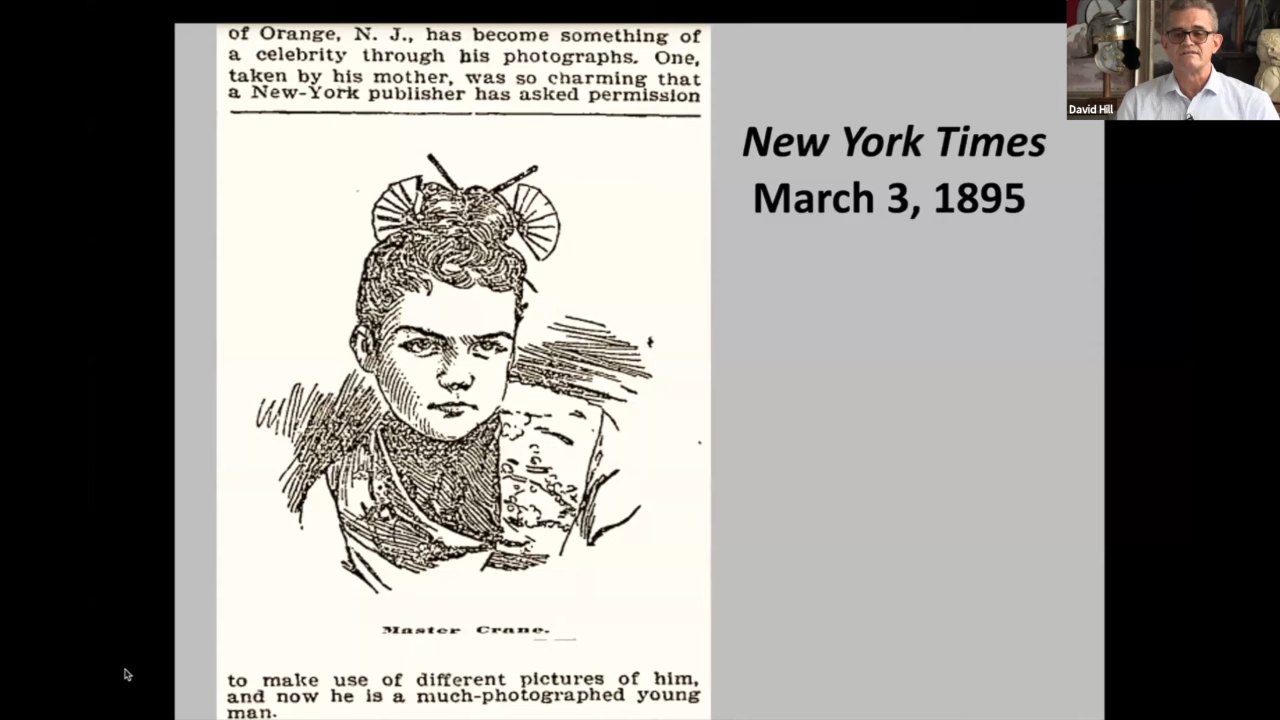 of Orange, N. J., has become something of
a celebrity through his photographs. One,
taken by his mother, was so charming that
a New-York publisher has asked permission
Master Crane.
to make use of different pictures of him,
and now he is a much-photographed young
man.
New York Times
March 3, 1895
David Hill